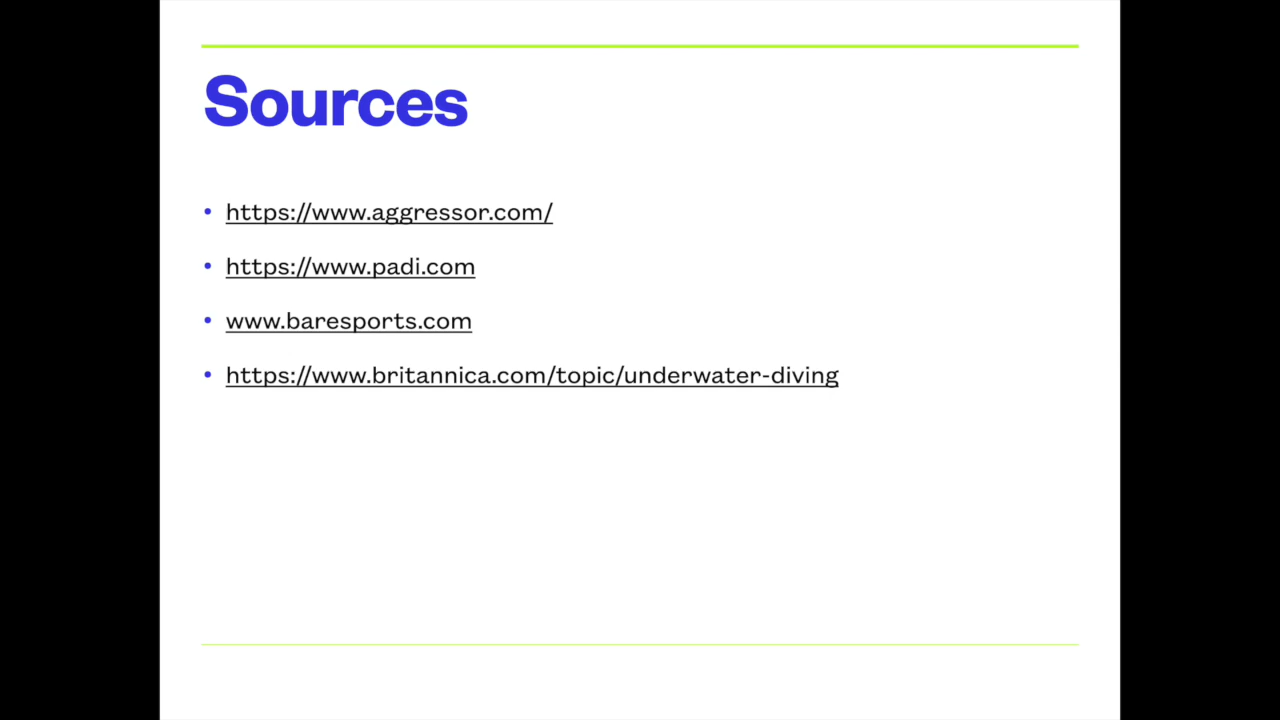 Sources
• https://www.aggressor.com/
• https://www.padi.com
• www.baresports.com
• https://www.britannica.com/topic/underwater-diving